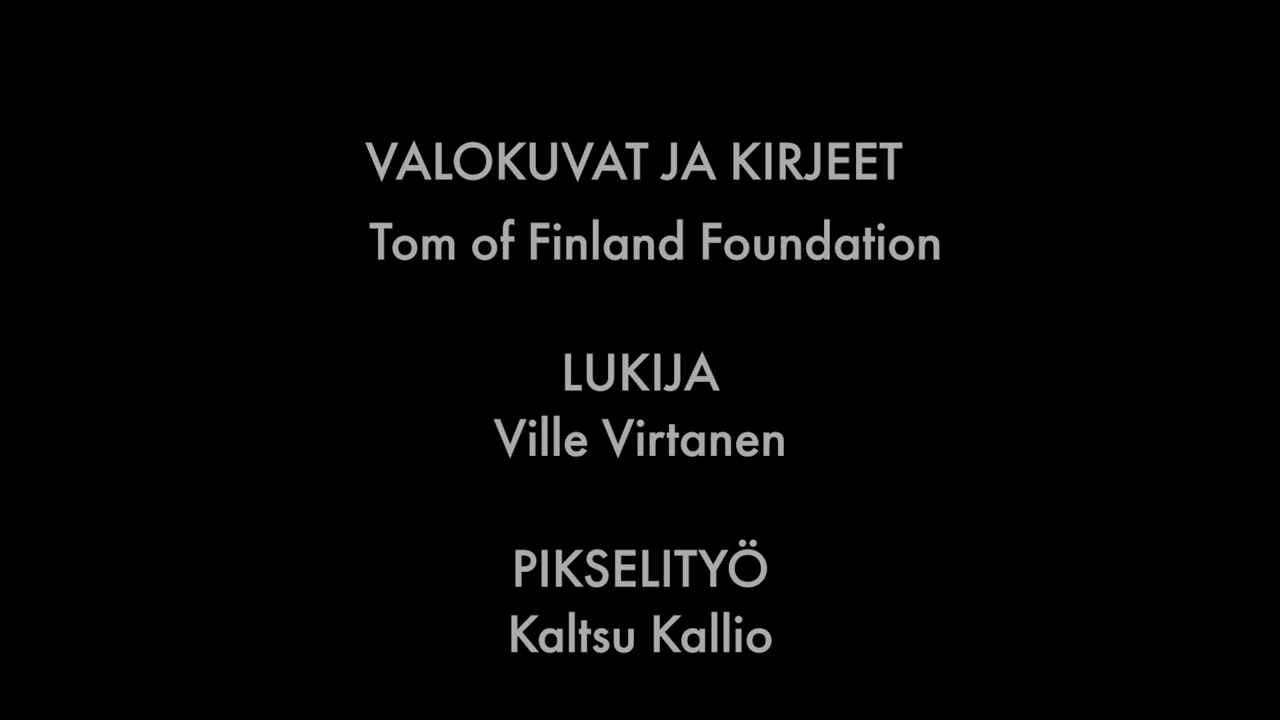 VALOKUVAT JA KIRJEET
Tom of Finland Foundation
LUKIJA
Ville Virtanen
PIKSELITYÖ
Kaltsu Kallio